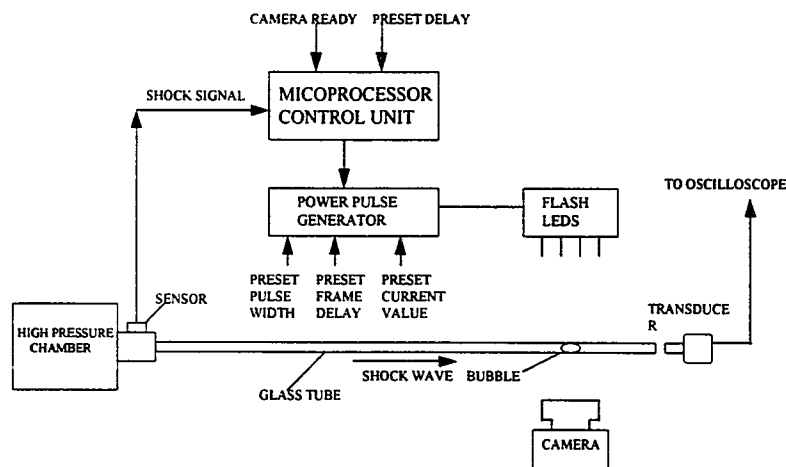 CAMERA READY
PRESET DELAY
SHOCK SIGNAL
MICOPROCESSOR
CONTROL UNIT
TO OSCILLOSCOPE
POWER PULSE
GENERATOR
FLASH
LEDS
PRESET
PULSE
WIDTH
PRESET
FRAME
DELAY
PRESET
CURRENT
VALUE
SENSOR
TRANSDUCE
R
HIGH PRESSURE
CHAMBER
SHOCK WAVE
BUBBLE
GLASS TUBE
CAMERA